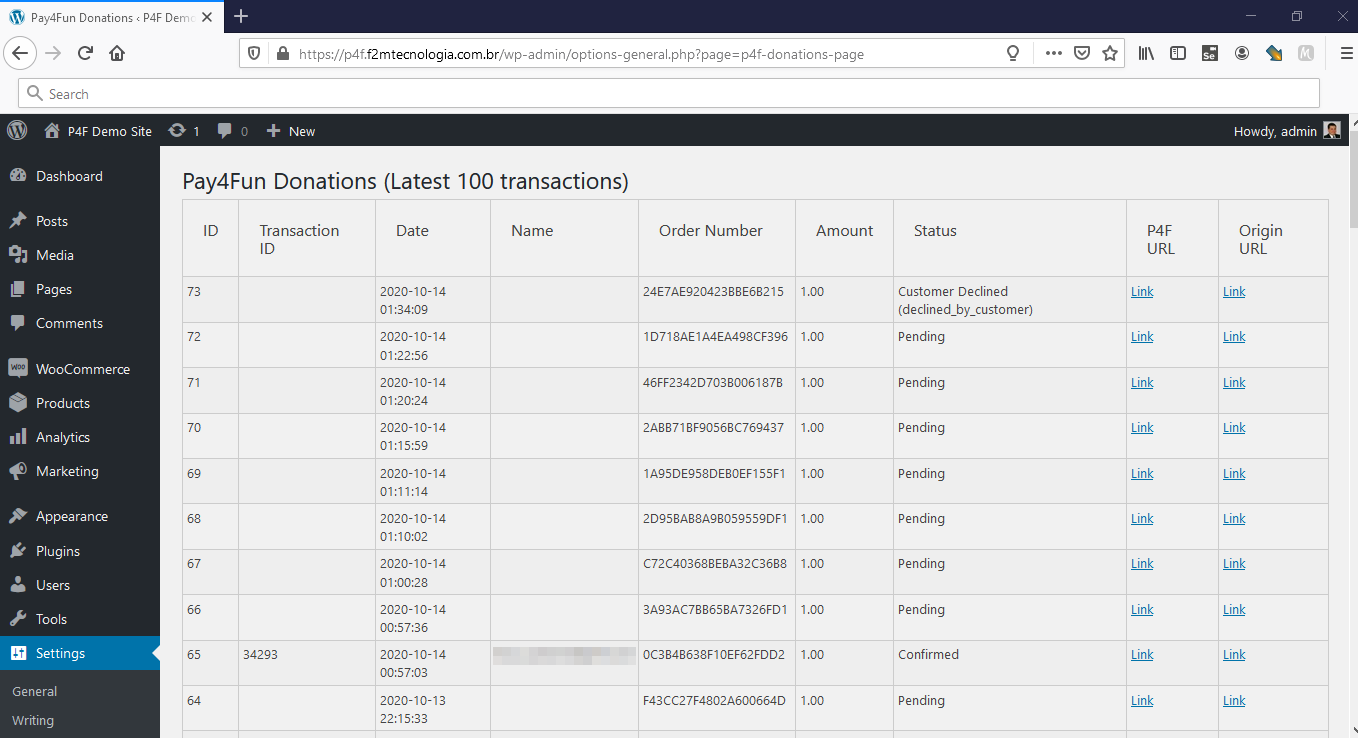 Pay4Fun Donations ‹ P4F Demo
https://p4f.f2mtecnologia.com.br/wp-admin/options-general.php?page=p4f-donations-page
Search
P4F Demo Site 1 0 New Howdy, admin
Dashboard
Posts
Media
Pages
Comments
WooCommerce
Products
Analytics
Marketing
Appearance
Plugins
Users
Tools
Settings
General
Writing
Pay4Fun Donations (Latest 100 transactions)
ID Transaction ID Date Name Order Number Amount Status P4F URL Origin URL
73 2020-10-14 01:34:09 24E7AE920423BBE6B215 1.00 Customer Declined (declined_by_customer) Link Link
72 2020-10-14 01:22:56 1D718AE1A4EA498CF396 1.00 Pending Link Link
71 2020-10-14 01:20:24 46FF2342D703B006187B 1.00 Pending Link Link
70 2020-10-14 01:15:59 2ABB71BF9056BC769437 1.00 Pending Link Link
69 2020-10-14 01:11:14 1A95DE958DEB0EF155F1 1.00 Pending Link Link
68 2020-10-14 01:10:02 2D95BAB8A9B059559DF1 1.00 Pending Link Link
67 2020-10-14 01:00:28 C72C40368BEBA32C36B8 1.00 Pending Link Link
66 2020-10-14 00:57:36 3A93AC7BB65BA7326FD1 1.00 Pending Link Link
65 34293 2020-10-14 00:57:03 0C3B4B638F10EF62FDD2 1.00 Confirmed Link Link
64 2020-10-13 22:15:33 F43CC27F4802A600664D 1.00 Pending Link Link